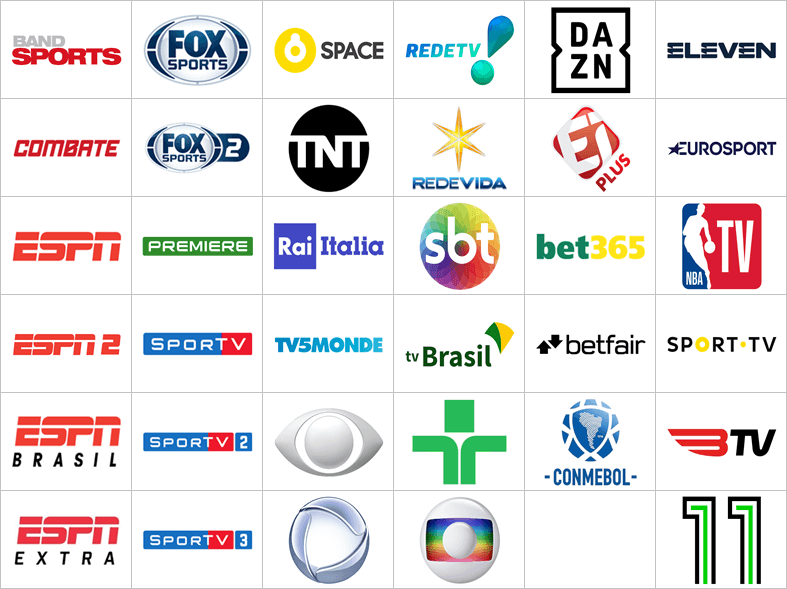 BAND
SPORTS
FOX
SPORTS
SPACE
REDETV
DA
ZN
ELEVEN
COMBATE
FOX
SPORTS 2
TNT
REDEVIDA
EI
PLUS
EUROSPORT
ESPN
PREMIERE
Rai Italia
sbt
bet365
NBA
TV
ESPN 2
SPORTV
TV5MONDE
tv Brasil
betfair
SPORT•TV
ESPN
BRASIL
SPORTV 2
CONMEBOL
BTV
ESPN
EXTRA
SPORTV 3
11